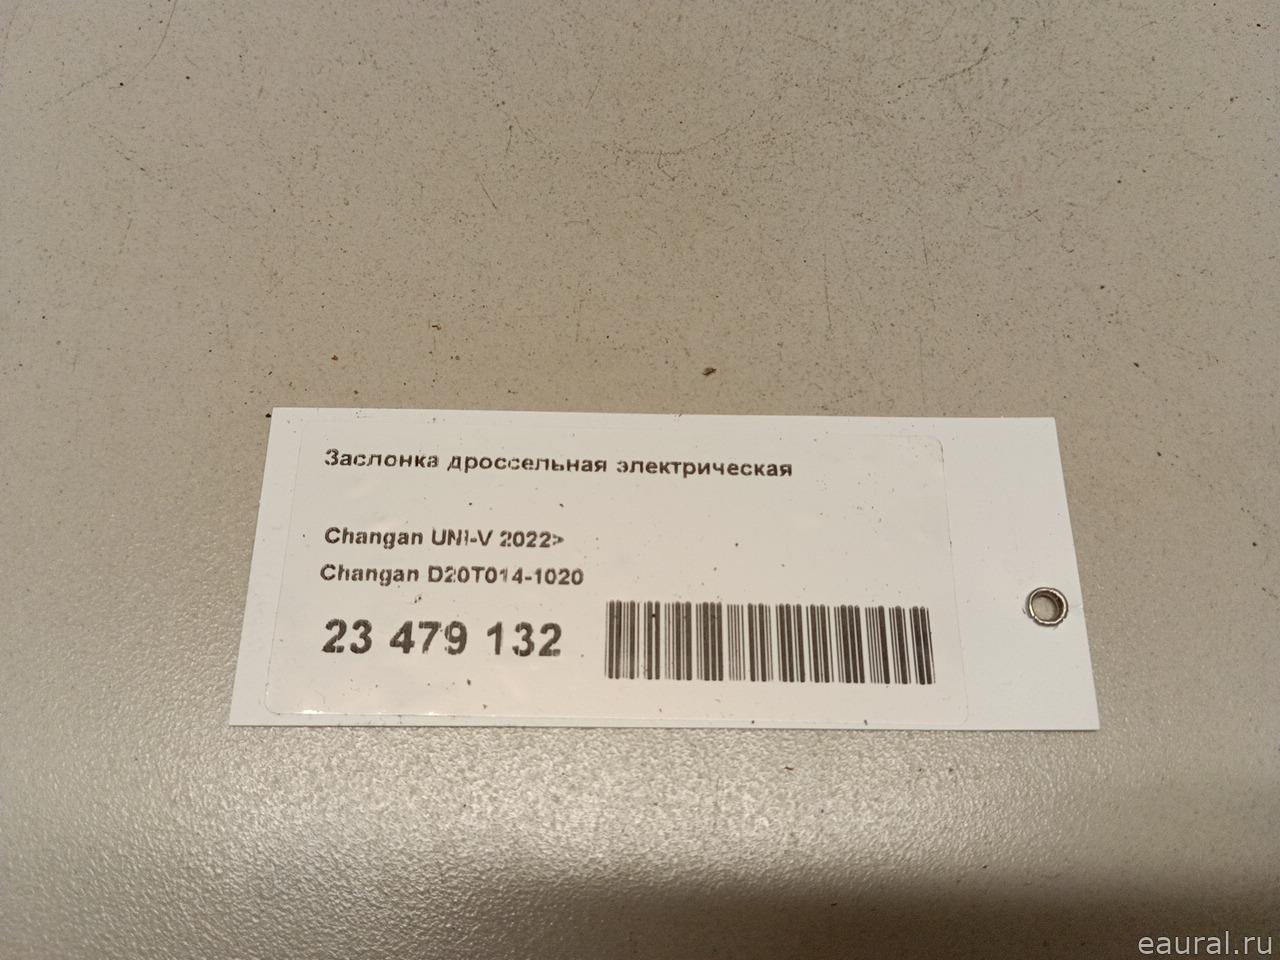 Заслонка дроссельная электрическая
Changan UNI-V 2022>
Changan D20T014-1020
23 479 132
eaural.ru